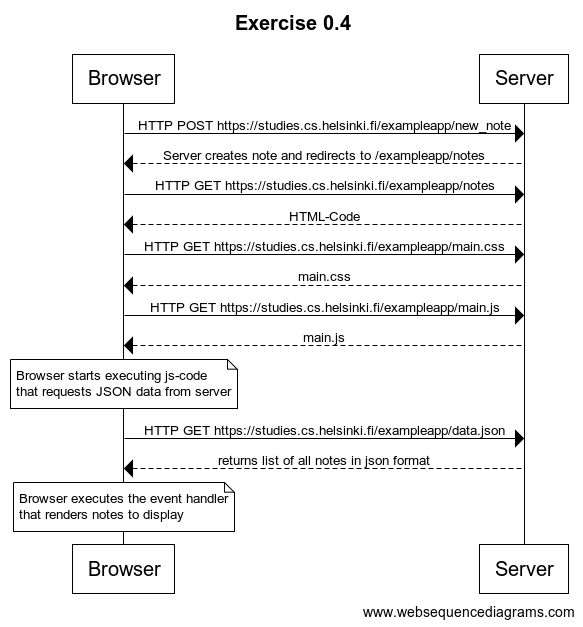 Exercise 0.4
Browser
Server
HTTP POST https://studies.cs.helsinki.fi/exampleapp/new_note
Server creates note and redirects to /exampleapp/notes
HTTP GET https://studies.cs.helsinki.fi/exampleapp/notes
HTML-Code
HTTP GET https://studies.cs.helsinki.fi/exampleapp/main.css
main.css
HTTP GET https://studies.cs.helsinki.fi/exampleapp/main.js
main.js
Browser starts executing js-code
that requests JSON data from server
HTTP GET https://studies.cs.helsinki.fi/exampleapp/data.json
returns list of all notes in json format
Browser executes the event handler
that renders notes to display
Browser
Server
www.websequencediagrams.com